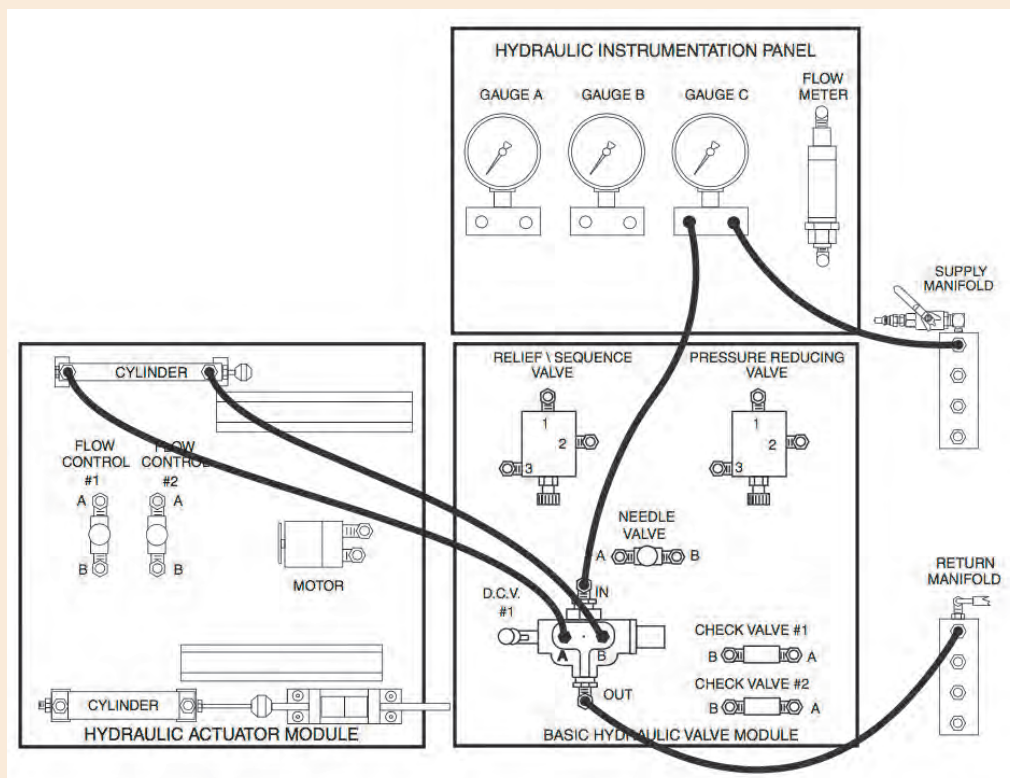 HYDRAULIC INSTRUMENTATION PANEL
GAUGE A
GAUGE B
GAUGE C
FLOW
METER
SUPPLY
MANIFOLD
CYLINDER
FLOW
CONTROL
#1
A
B
FLOW
CONTROL
#2
A
B
MOTOR
CYLINDER
HYDRAULIC ACTUATOR MODULE
RELIEF \ SEQUENCE
VALVE
1
2
3
PRESSURE REDUCING
VALVE
1
2
3
NEEDLE
VALVE
A
B
D.C.V.
#1
IN
A
B
OUT
CHECK VALVE #1
B
A
CHECK VALVE #2
B
A
BASIC HYDRAULIC VALVE MODULE
RETURN
MANIFOLD